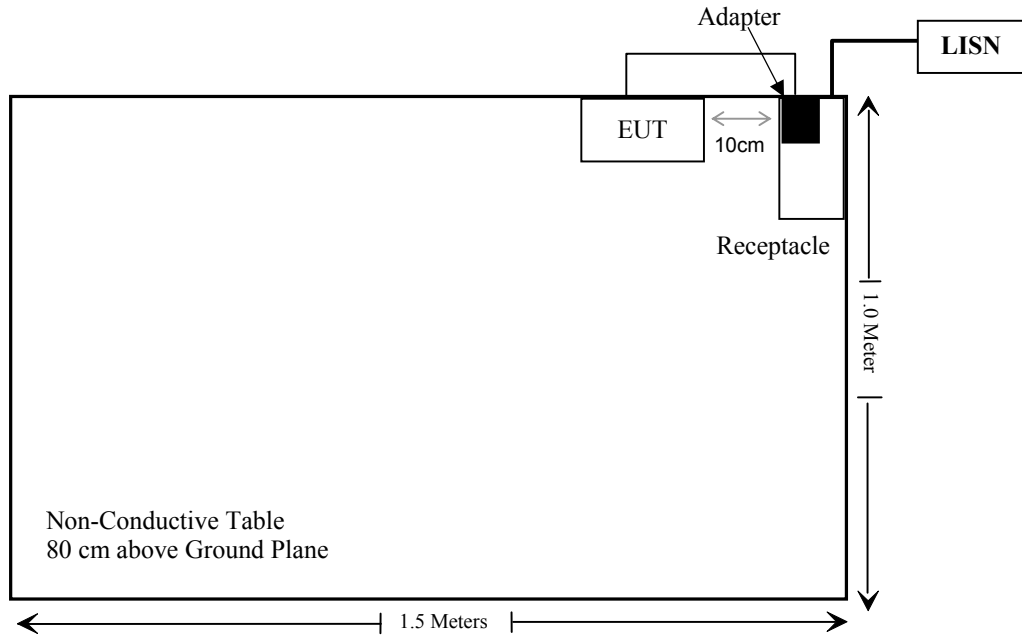 Adapter
LISN
EUT
10cm
Receptacle
1.0 Meter
Non-Conductive Table
80 cm above Ground Plane
1.5 Meters